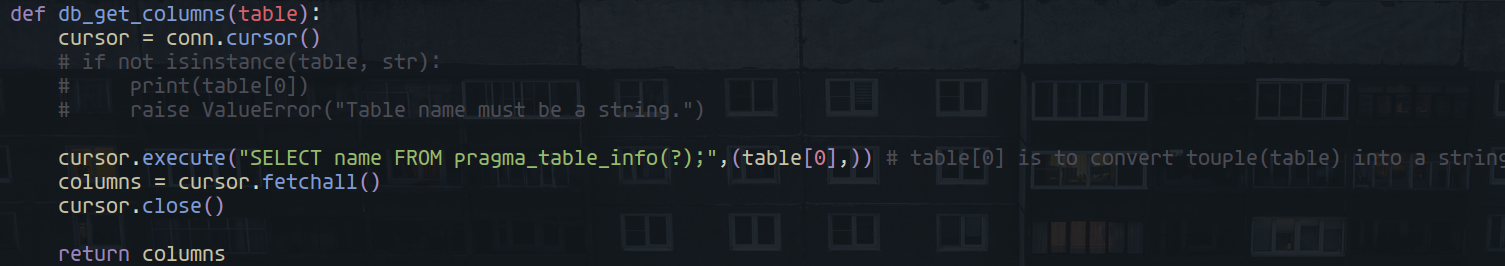 def db_get_columns(table):
    cursor = conn.cursor()
    # if not isinstance(table, str):
    #     print(table[0])
    #     raise ValueError("Table name must be a string.")
    cursor.execute("SELECT name FROM pragma_table_info(?);",(table[0],)) # table[0] is to convert touple(table) into a string
    columns = cursor.fetchall()
    cursor.close()
    return columns